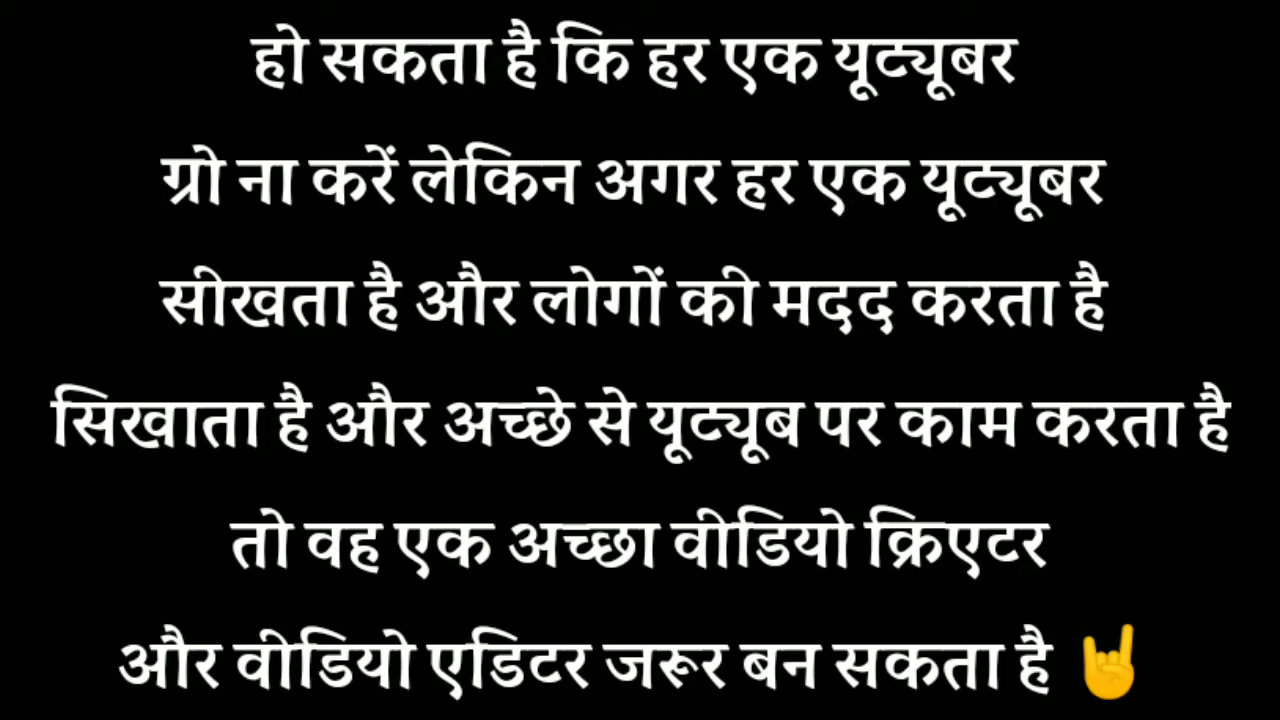 हो सकता है कि हर एक यूट्यूबर
ग्रो ना करें लेकिन अगर हर एक यूट्यूबर
सीखता है और लोगों की मदद करता है
सिखाता है और अच्छे से यूट्यूब पर काम करता है
तो वह एक अच्छा वीडियो क्रिएटर
और वीडियो एडिटर जरूर बन सकता है 🤘